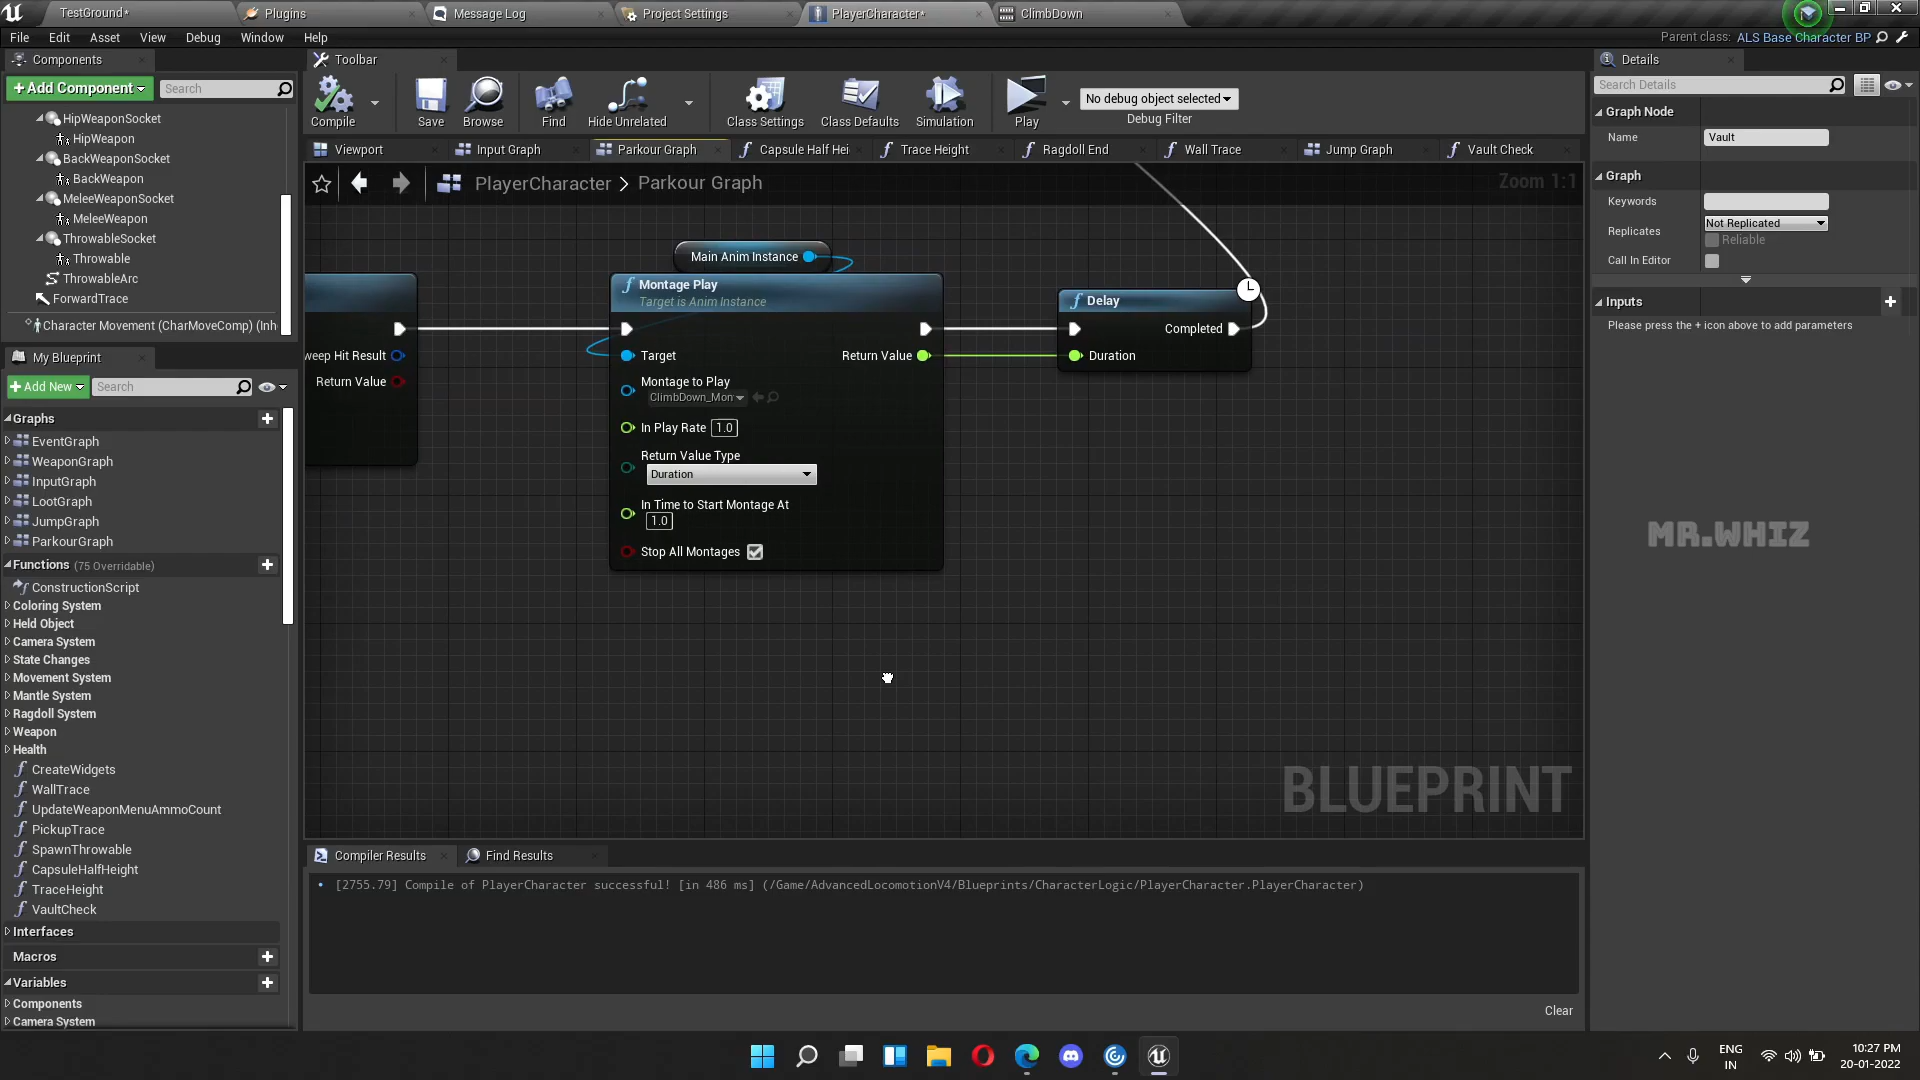 TestGround*
Plugins
Message Log
Project Settings
PlayerCharacter*
ClimbDown
File Edit Asset View Debug Window Help
Parent class: ALS Base Character BP
Components
+Add Component
Search
HipWeaponSocket
HipWeapon
BackWeaponSocket
BackWeapon
MeleeWeaponSocket
MeleeWeapon
ThrowableSocket
Throwable
ThrowableArc
ForwardTrace
Character Movement (CharMoveComp) (Inh
My Blueprint
+Add New
Search
Graphs
EventGraph
WeaponGraph
InputGraph
LootGraph
JumpGraph
ParkourGraph
Functions (75 Overridable)
ConstructionScript
Coloring System
Held Object
Camera System
State Changes
Movement System
Mantle System
Ragdoll System
Weapon
Health
CreateWidgets
WallTrace
UpdateWeaponMenuAmmoCount
PickupTrace
SpawnThrowable
CapsuleHalfHeight
TraceHeight
VaultCheck
Interfaces
Macros
Variables
Components
Camera System
Toolbar
Compile
Save
Browse
Find
Hide Unrelated
Class Settings
Class Defaults
Simulation
Play
No debug object selected
Debug Filter
Viewport
Input Graph
Parkour Graph
Capsule Half Hei
Trace Height
Ragdoll End
Wall Trace
Jump Graph
Vault Check
PlayerCharacter > Parkour Graph
Zoom 1:1
weep Hit Result
Return Value
Main Anim Instance
Montage Play
Target is Anim Instance
Target
Return Value
Montage to Play
ClimbDown_Mon
In Play Rate 1.0
Return Value Type
Duration
In Time to Start Montage At
1.0
Stop All Montages
Delay
Completed
Duration
BLUEPRINT
Compiler Results
Find Results
[2755.79] Compile of PlayerCharacter successful! [in 486 ms] (/Game/AdvancedLocomotionV4/Blueprints/CharacterLogic/PlayerCharacter.PlayerCharacter)
Clear
Details
Search Details
Graph Node
Name Vault
Graph
Keywords
Replicates Not Replicated
Reliable
Call In Editor
Inputs
Please press the + icon above to add parameters
MR.WHIZ
ENG
IN
10:27 PM
20-01-2022